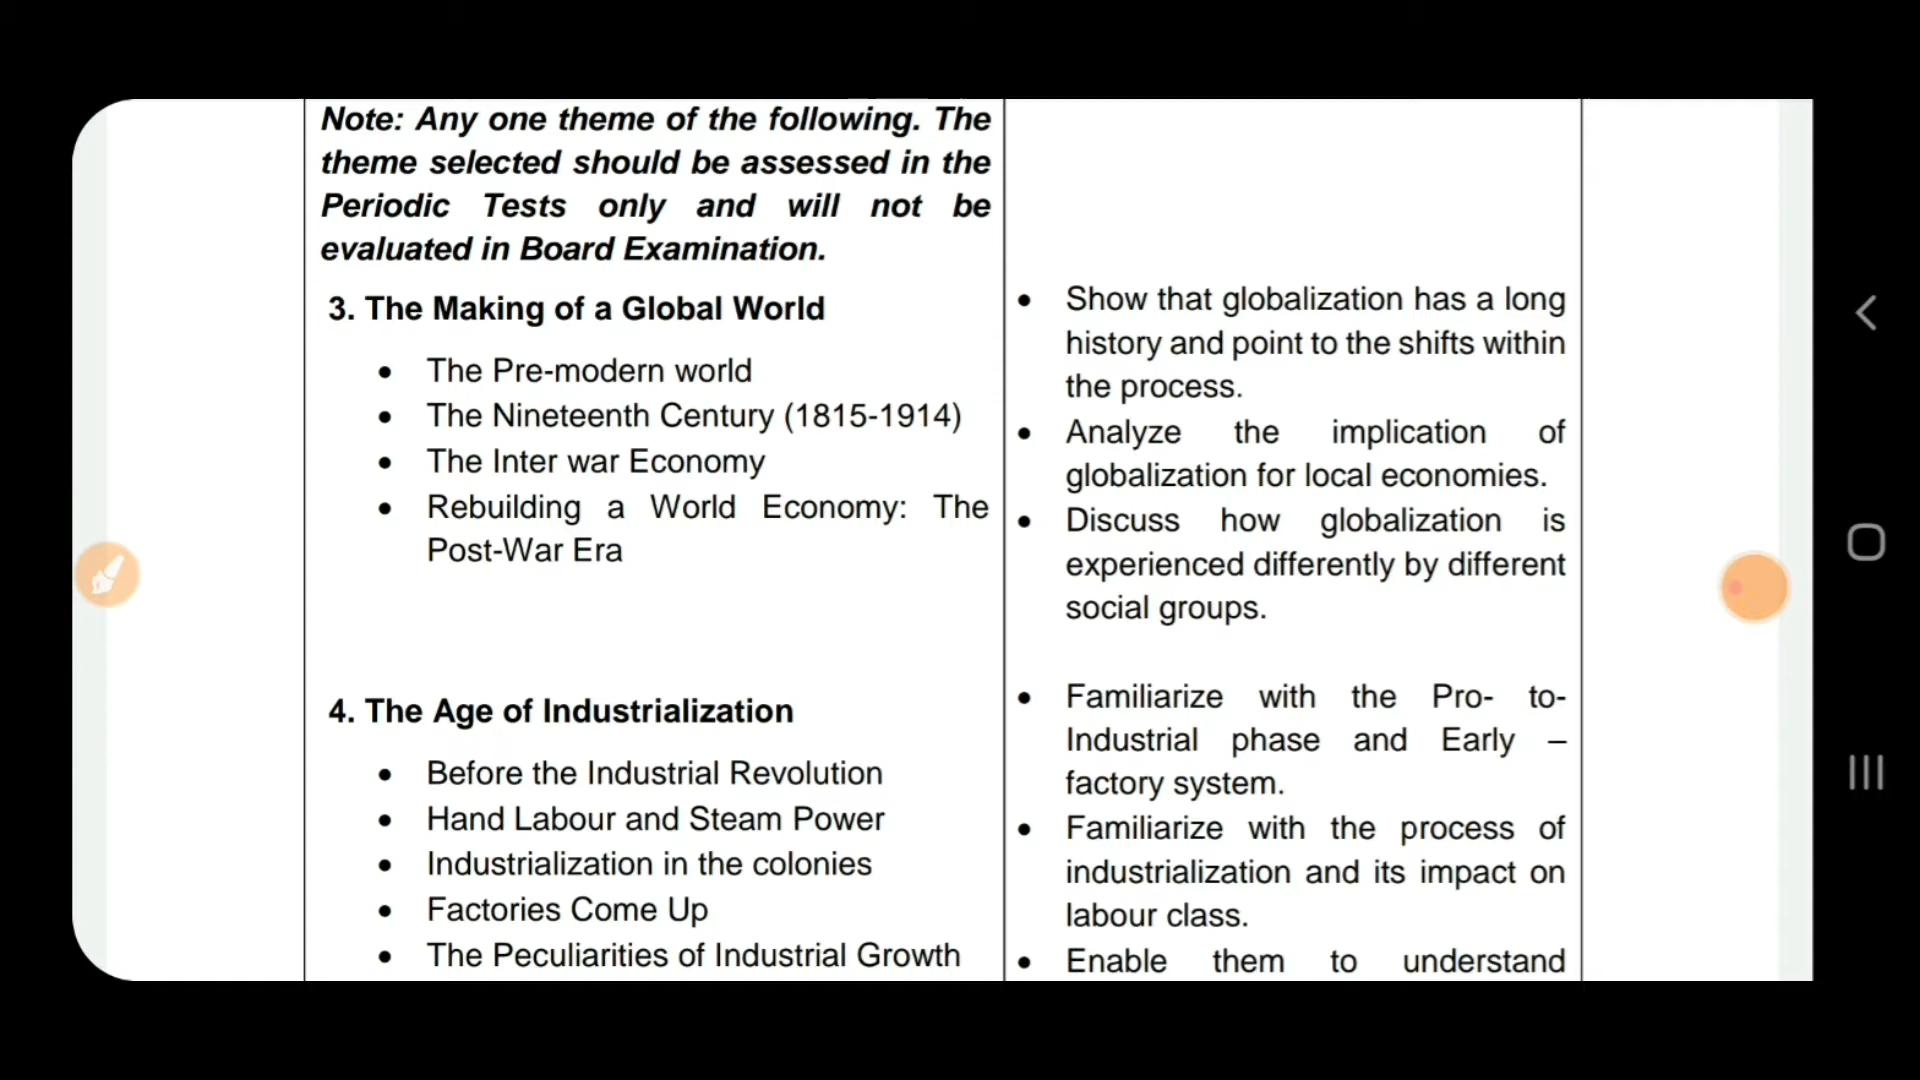 Note: Any one theme of the following. The
theme selected should be assessed in the
Periodic Tests only and will not be
evaluated in Board Examination.
3. The Making of a Global World
• The Pre-modern world
• The Nineteenth Century (1815-1914)
• The Inter war Economy
• Rebuilding a World Economy: The
Post-War Era
4. The Age of Industrialization
• Before the Industrial Revolution
• Hand Labour and Steam Power
• Industrialization in the colonies
• Factories Come Up
• The Peculiarities of Industrial Growth
• Show that globalization has a long
history and point to the shifts within
the process.
• Analyze the implication of
globalization for local economies.
• Discuss how globalization is
experienced differently by different
social groups.
• Familiarize with the Pro- to-
Industrial phase and Early –
factory system.
• Familiarize with the process of
industrialization and its impact on
labour class.
• Enable them to understand